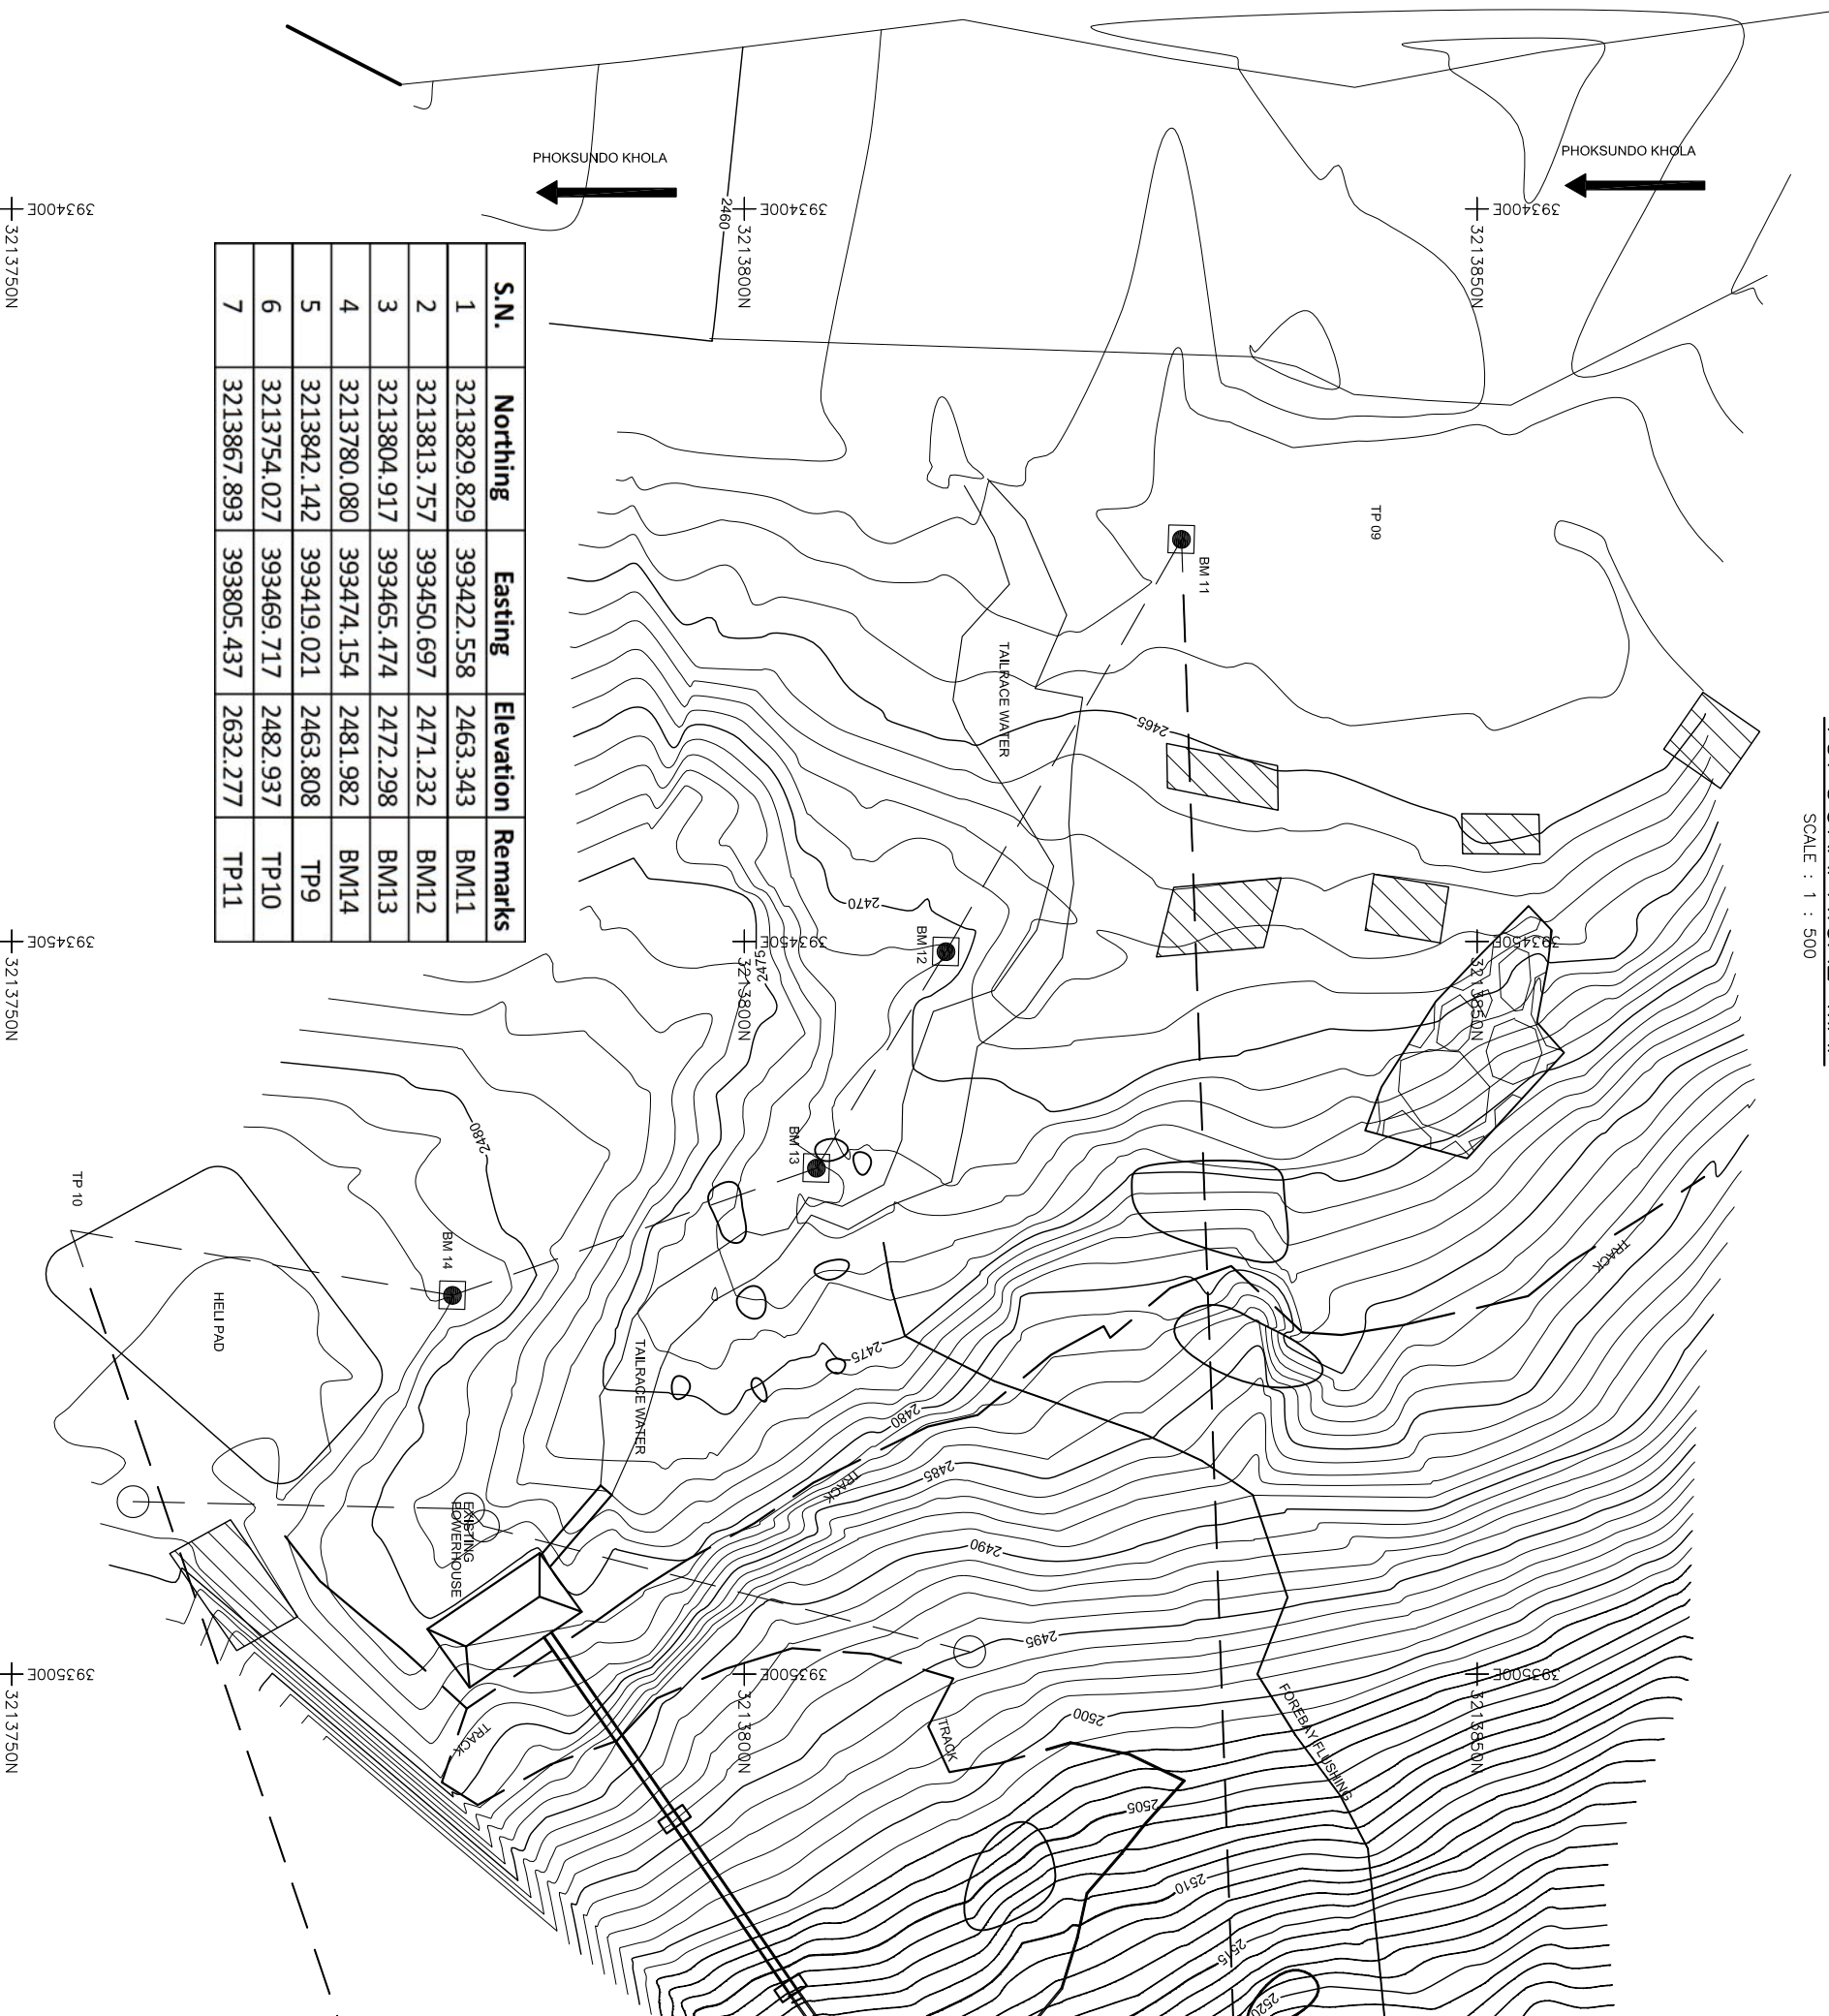 PHOKSUNDO KHOLA
PHOKSUNDO KHOLA
393400E
3213750N
393400E
3213800N
393400E
3213850N
2460
S.N. Northing Easting Elevation Remarks
1 3213829.829 393422.558 2463.343 BM11
2 3213813.757 393450.697 2471.232 BM12
3 3213804.917 393465.474 2472.298 BM13
4 3213780.080 393474.154 2481.982 BM14
5 3213842.142 393419.021 2463.808 TP9
6 3213754.027 393469.717 2482.937 TP10
7 3213867.893 393805.437 2632.277 TP11
TP 09
BM 11
TAILRACE WATER
2465
SCALE : 1 : 500
2470
BM 12
393450E
3213750N
393450E
3213800N
2475
393450E
3213850N
2480
BM 13
TP 10
BM 14
HELI PAD
TRACK
TAILRACE WATER
2475
2480
TRACK
2485
EXISTING
POWERHOUSE
2490
2495
393500E
3213750N
393500E
3213800N
393500E
3213850N
TRACK
TRACK
2500
FOREBAY FLUSHING
2505
2510
2515
2520